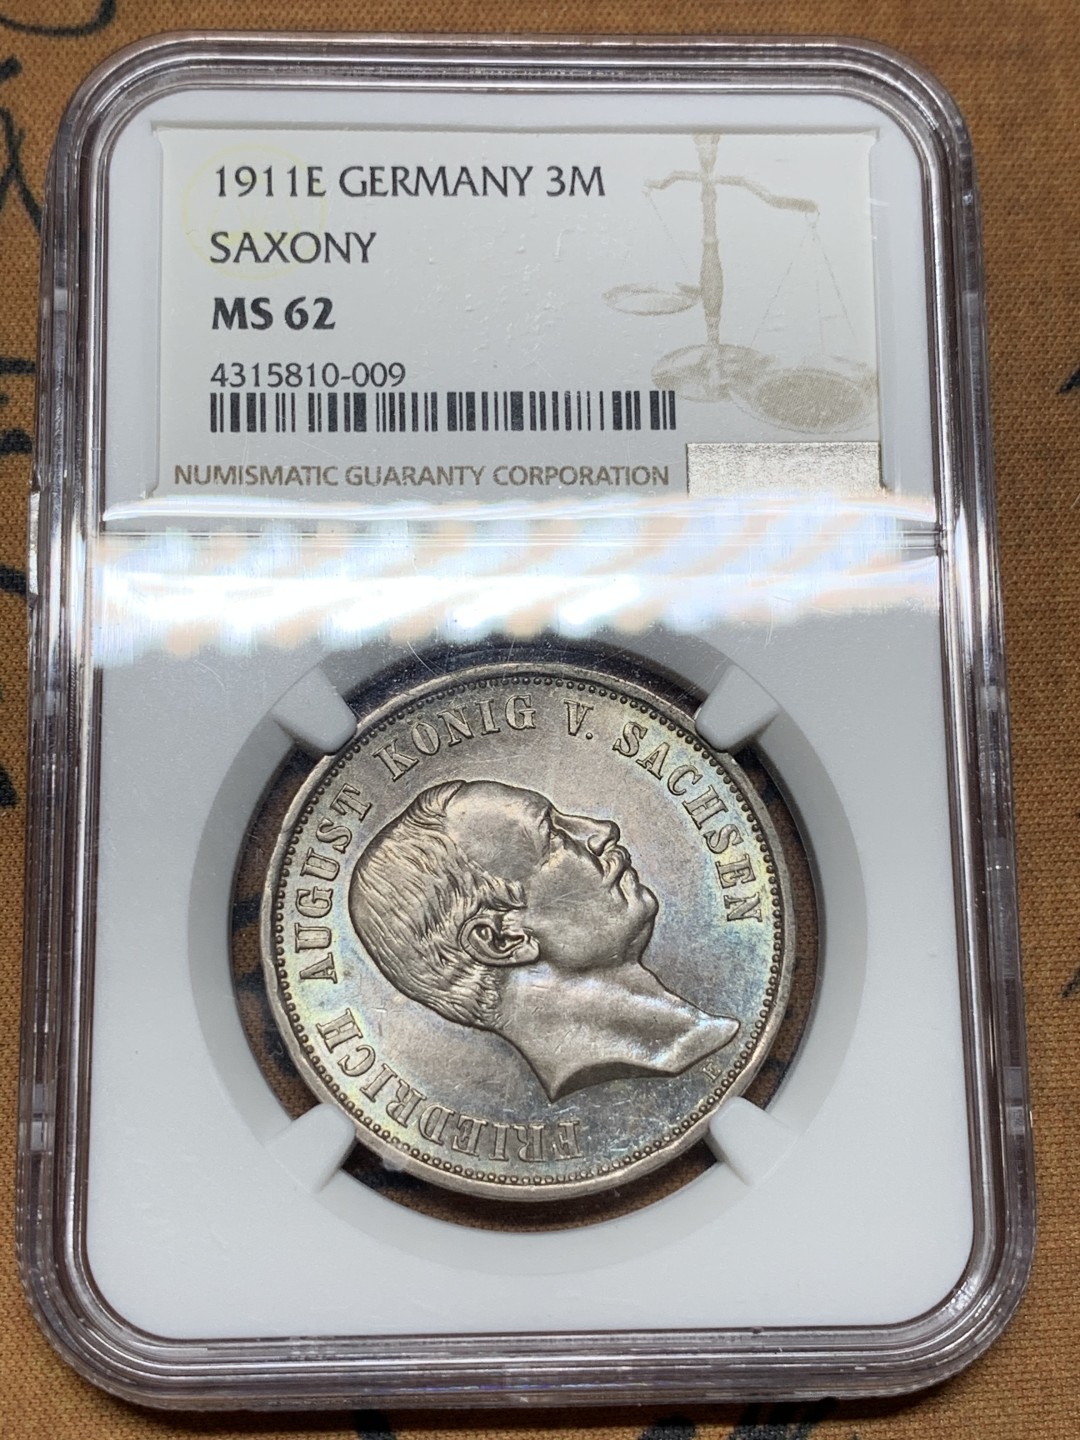 1911E GERMANY 3M
SAXONY
MS 62
4315810-009
NUMISMATIC GUARANTY CORPORATION
FRIEDRICH AUGUST KÖNIG V. SACHSEN
E